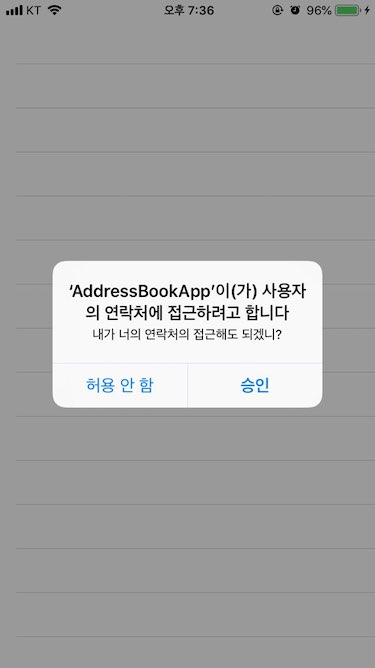 KT 오후 7:36 96%
‘AddressBookApp’이(가) 사용자
의 연락처에 접근하려고 합니다
내가 너의 연락처의 접근해도 되겠니?
허용 안 함 승인